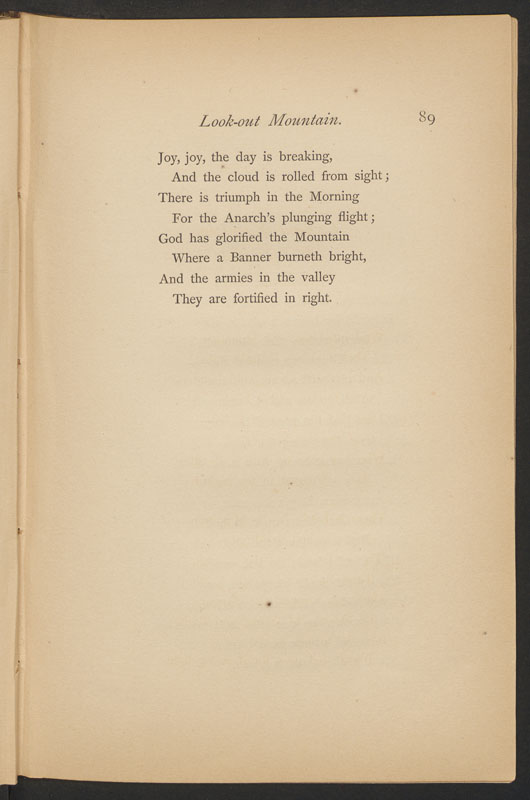 Look-out Mountain. 89
Joy, joy, the day is breaking,
And the cloud is rolled from sight;
There is triumph in the Morning
For the Anarch's plunging flight;
God has glorified the Mountain
Where a Banner burneth bright,
And the armies in the valley
They are fortified in right.